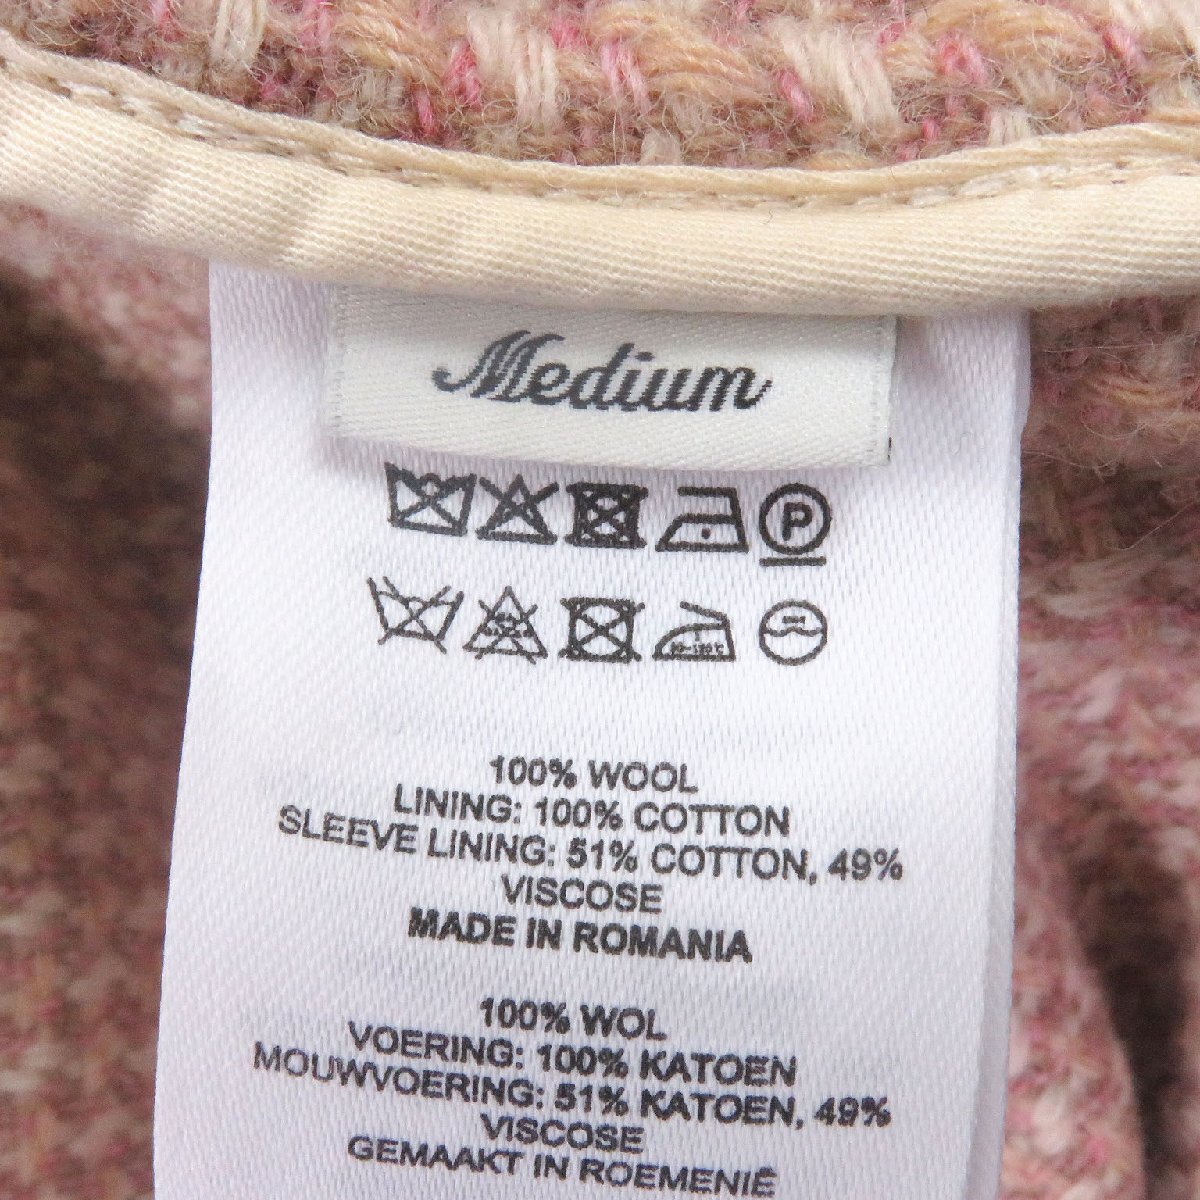 Medium
P
100% WOOL
LINING: 100% COTTON
SLEEVE LINING: 51% COTTON, 49%
VISCOSE
MADE IN ROMANIA
100% WOL
VOERING: 100% KATOEN
MOUWVOERING: 51% KATOEN, 49%
VISCOSE
GEMAAKT IN ROEMENIË